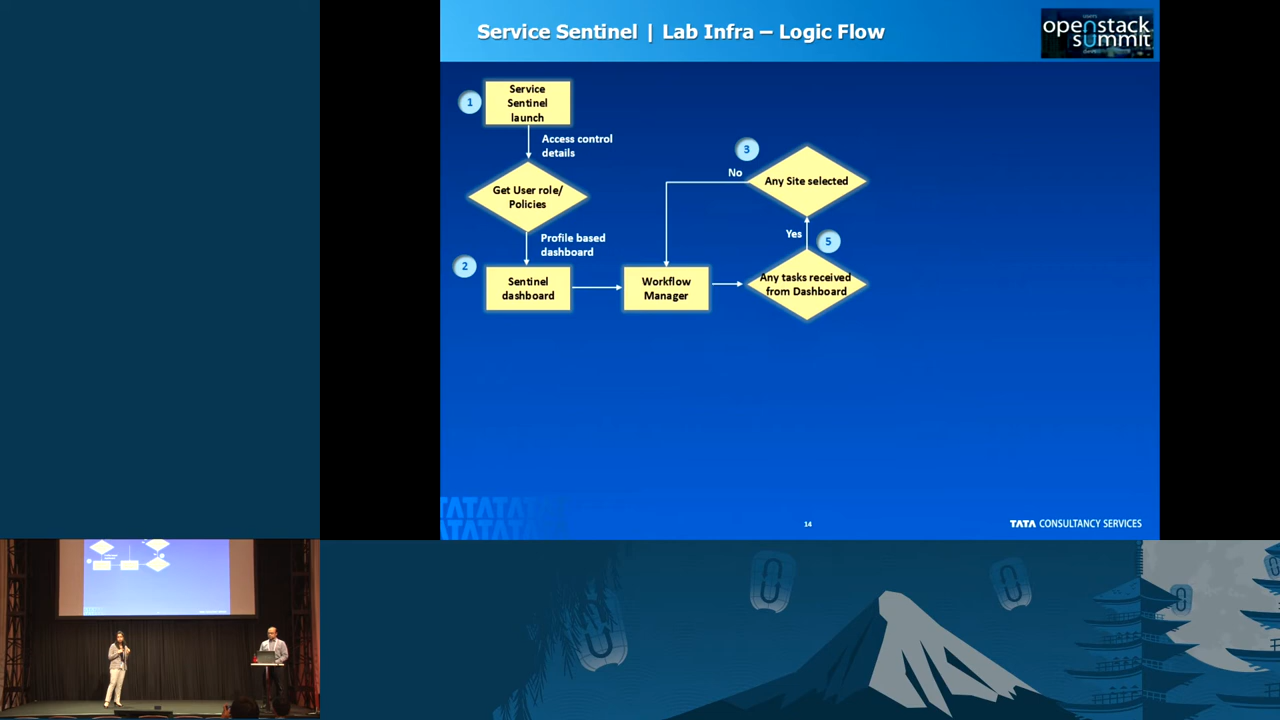 Service Sentinel | Lab Infra – Logic Flow
users
openstack
summit
1
Service
Sentinel
launch
Access control
details
Get User role/
Policies
Profile based
dashboard
2
Sentinel
dashboard
Workflow
Manager
3
No
Any Site selected
Yes
5
Any tasks received
from Dashboard
TATATATA
TATATATA
14
TATA CONSULTANCY SERVICES